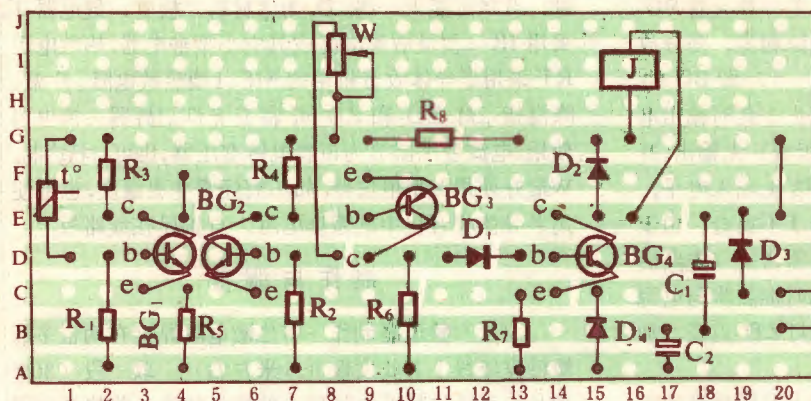 J
W
I
J
H
R8
G
F
t°
R3
R4
e
D2
BG2
BG3
E
c
c
b
c
D1
D
b
b
c
b
BG4
D3
C
e
e
e
C1
R1
BG1
R5
R2
R6
R7
D4
B
C2
A
1 2 3 4 5 6 7 8 9 10 11 12 13 14 15 16 17 18 19 20